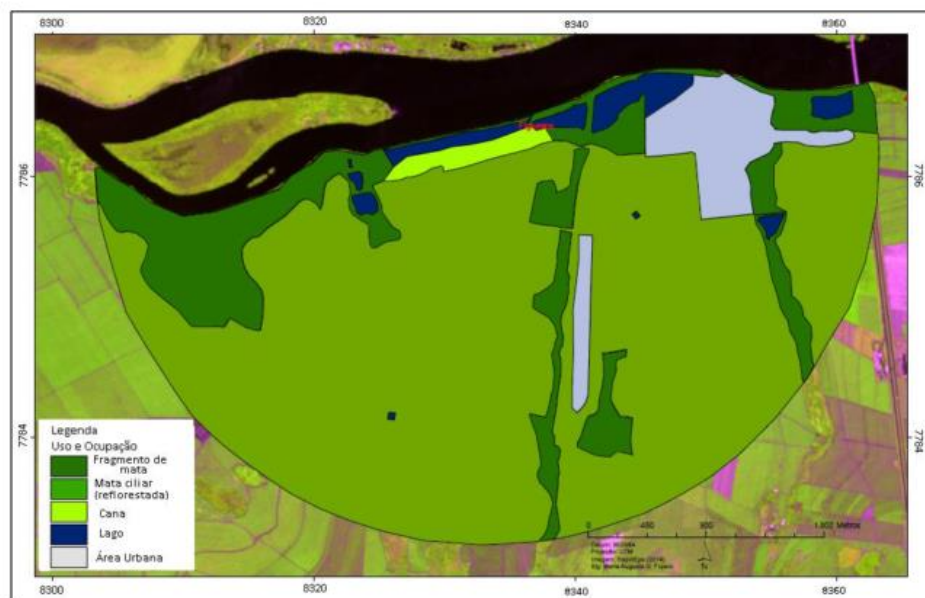 8300 8320 8340 8360
7786 7786
7784 7784
Legenda
Uso e Ocupação
Fragmento de
mata
Mata ciliar
(reflorestada)
Cana
Lago
Área Urbana
0 450 900 1.802 Metros
8300 8320 8340 8360